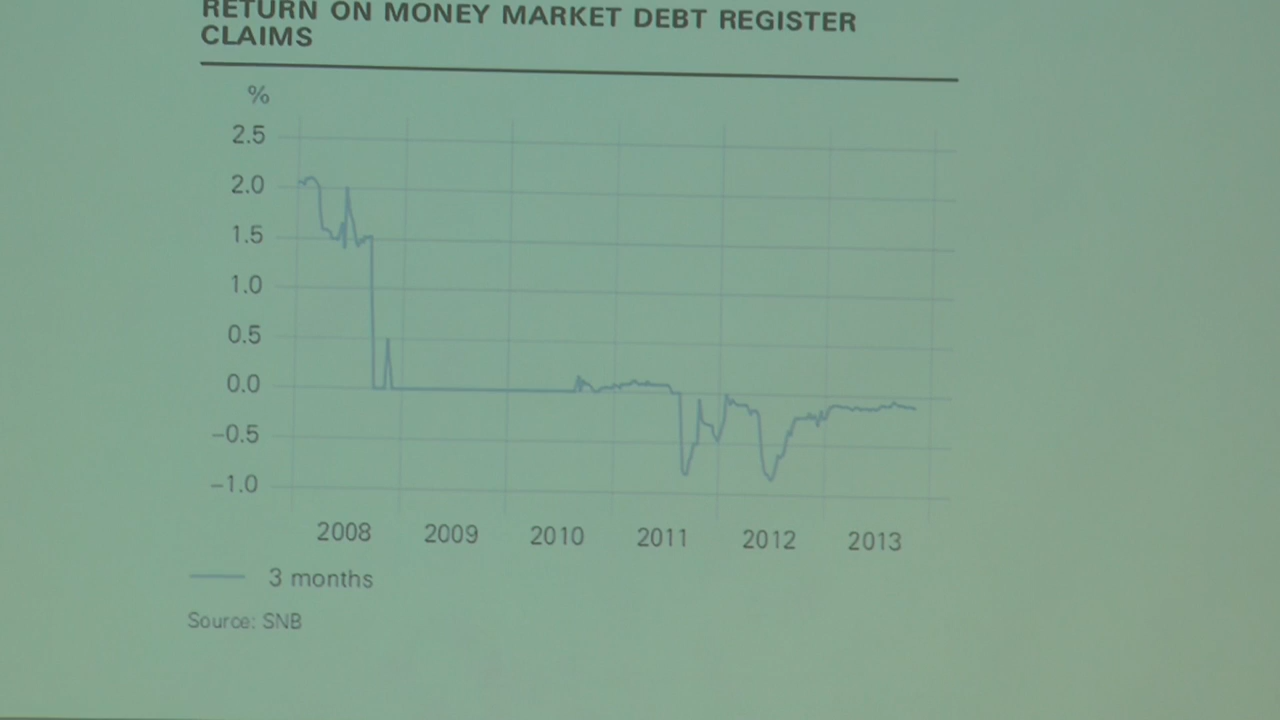 RETURN ON MONEY MARKET DEBT REGISTER
CLAIMS
%
2.5
2.0
1.5
1.0
0.5
0.0
−0.5
−1.0
2008 2009 2010 2011 2012 2013
3 months
Source: SNB